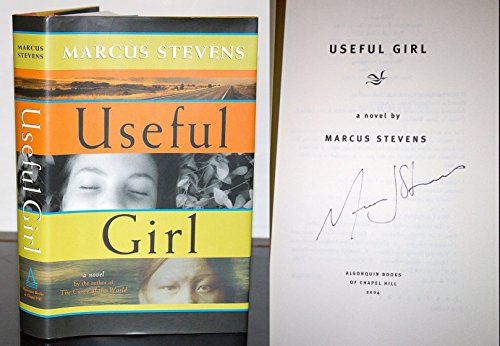 MARCUS
STEVENS
Useful Girl
MARCUS STEVENS
Useful
Girl
a novel
by the author of
The Curve of the World
USEFUL GIRL
a novel by
MARCUS STEVENS
ALGONQUIN BOOKS
OF CHAPEL HILL
2004